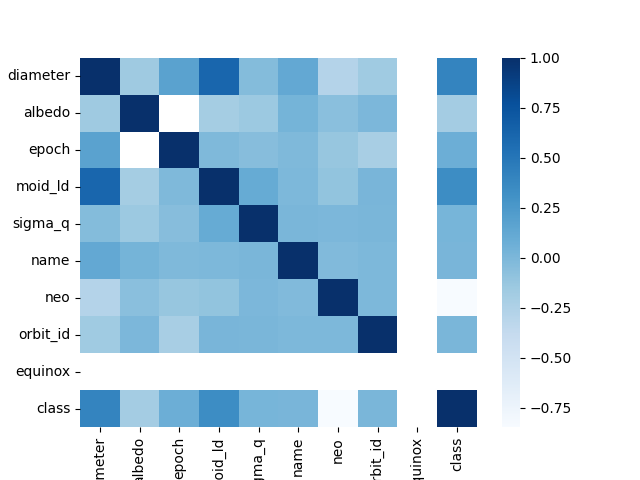 diameter
albedo
epoch
moid_ld
sigma_q
name
neo
orbit_id
equinox
class
meter
albedo
epoch
oid_ld
gma_q
name
neo
rbit_id
quinox
class
1.00
0.75
0.50
0.25
0.00
−0.25
−0.50
−0.75